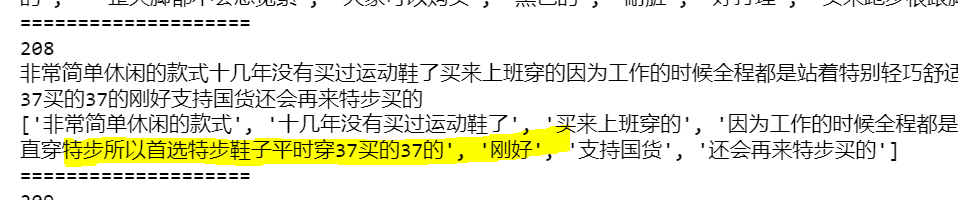 ====================
208
非常简单休闲的款式十几年没有买过运动鞋了买来上班穿的因为工作的时候全程都是站着特别轻巧舒适
37买的37的刚好支持国货还会再来特步买的
['非常简单休闲的款式', '十几年没有买过运动鞋了', '买来上班穿的', '因为工作的时候全程都是
直穿特步所以首选特步鞋子平时穿37买的37的', '刚好', '支持国货', '还会再来特步买的']
====================